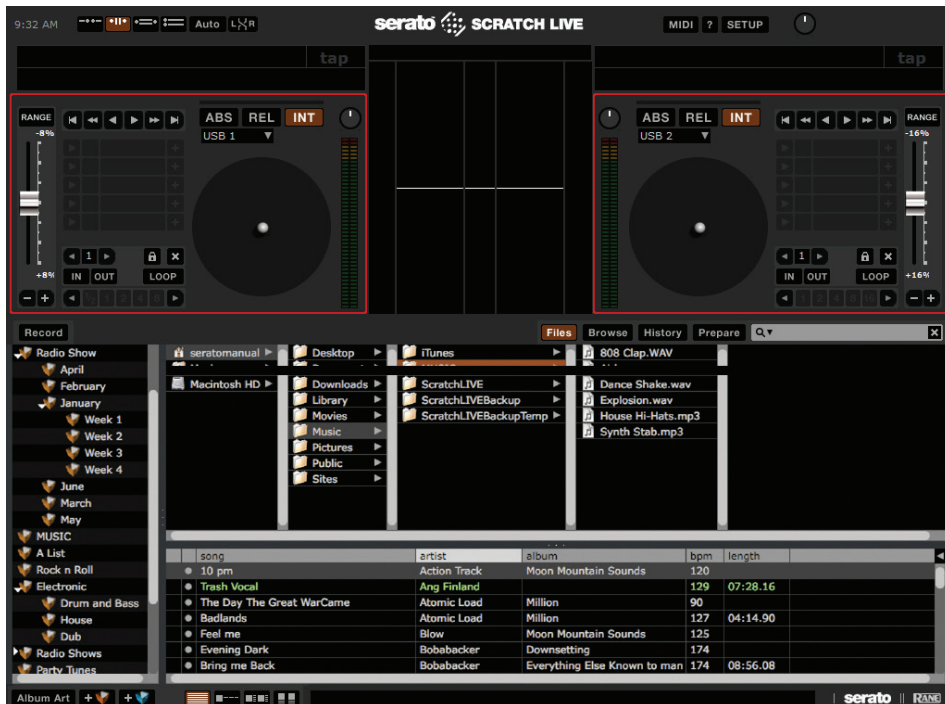 9:32 AM Auto L R serato SCRATCH LIVE MIDI ? SETUP
tap
tap
RANGE
-8%
+8%
ABS REL INT
USB 1
1
IN OUT LOOP
ABS REL INT
USB 2
1
IN OUT LOOP
RANGE
-16%
+16%
Record Files Browse History Prepare
Radio Show
April
February
January
Week 1
Week 2
Week 3
Week 4
June
March
May
MUSIC
A List
Rock n Roll
Electronic
Drum and Bass
House
Dub
Radio Shows
Party Tunes
seratomanual
Macintosh HD
Desktop
Downloads
Library
Movies
Music
Pictures
Public
Sites
iTunes
ScratchLIVE
ScratchLIVEBackup
ScratchLIVEBackupTemp
808 Clap.WAV
Dance Shake.wav
Explosion.wav
House Hi-Hats.mp3
Synth Stab.mp3
song artist album bpm length
10 pm Action Track Moon Mountain Sounds 120
Trash Vocal Ang Finland 129 07:28.16
The Day The Great WarCame Atomic Load Million 90
Badlands Atomic Load Million 127 04:14.90
Feel me Blow Moon Mountain Sounds 125
Evening Dark Bobabacker Downsetting 174
Bring me Back Bobabacker Everything Else Known to man 174 08:56.08
Album Art serato RANE